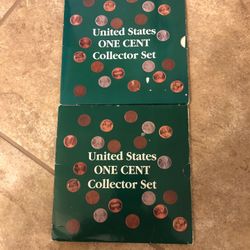 United States
ONE CENT
Collector Set
United States
ONE CENT
Collector Set